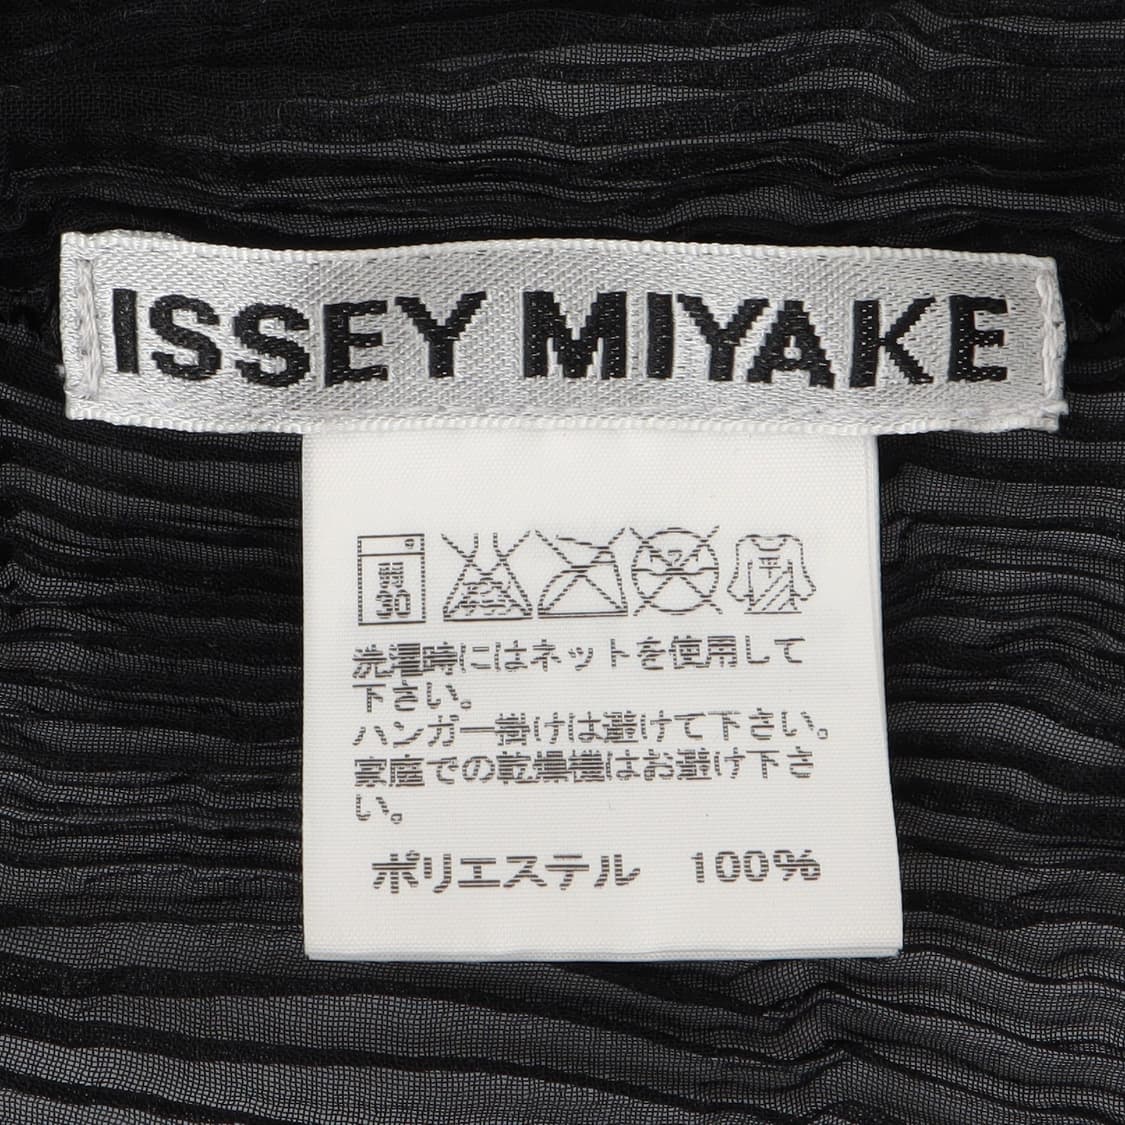 ISSEY MIYAKE
弱
30
平
洗濯時にはネットを使用して
下さい。
ハンガー掛けは避けて下さい。
家庭での乾燥機はお避け下さ
い。
ポリエステル 100%